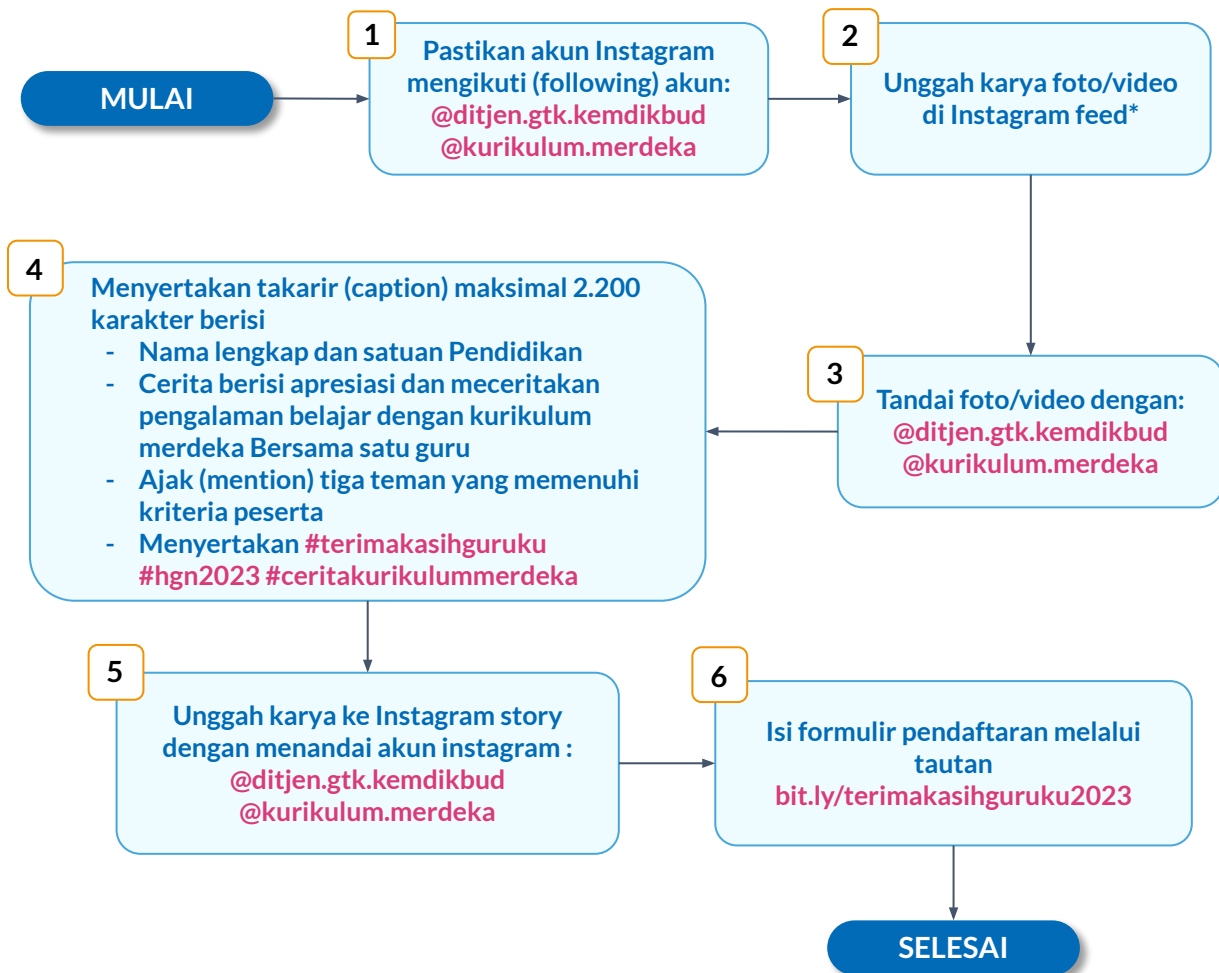 MULAI
1
Pastikan akun Instagram
mengikuti (following) akun:
@ditjen.gtk.kemdikbud
@kurikulum.merdeka
2
Unggah karya foto/video
di Instagram feed*
3
Tandai foto/video dengan:
@ditjen.gtk.kemdikbud
@kurikulum.merdeka
4
Menyertakan takarir (caption) maksimal 2.200
karakter berisi
- Nama lengkap dan satuan Pendidikan
- Cerita berisi apresiasi dan meceritakan
pengalaman belajar dengan kurikulum
merdeka Bersama satu guru
- Ajak (mention) tiga teman yang memenuhi
kriteria peserta
- Menyertakan #terimakasihguruku
#hgn2023 #ceritakurikulummerdeka
5
Unggah karya ke Instagram story
dengan menandai akun instagram :
@ditjen.gtk.kemdikbud
@kurikulum.merdeka
6
Isi formulir pendaftaran melalui
tautan
bit.ly/terimakasihguruku2023
SELESAI